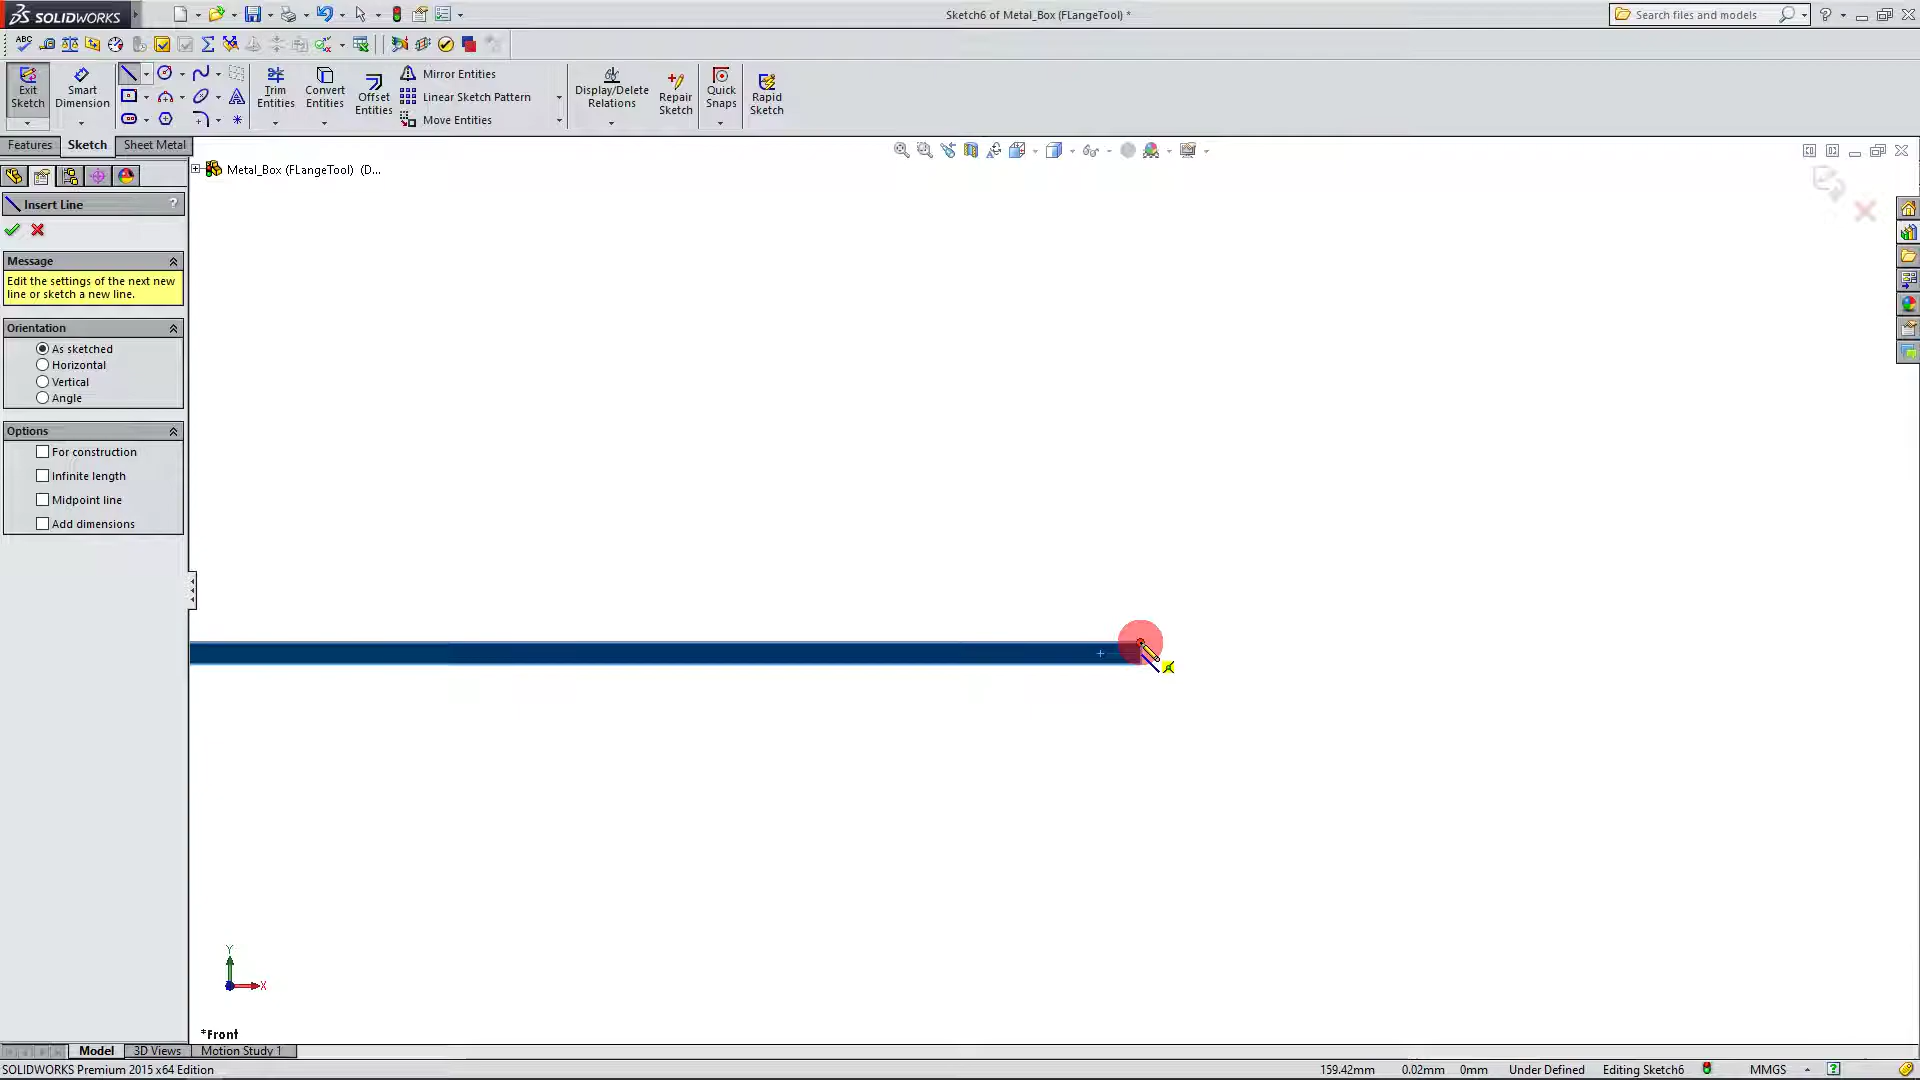 SOLIDWORKS
Sketch6 of Metal_Box (FLangeTool) *
Search files and models
?
ABC
Exit
Sketch
Smart
Dimension
Trim
Entities
Convert
Entities
Offset
Entities
Mirror Entities
Linear Sketch Pattern
Move Entities
Display/Delete
Relations
Repair
Sketch
Quick
Snaps
Rapid
Sketch
Features
Sketch
Sheet Metal
Metal_Box (FLangeTool) (D...
Insert Line
?
Message
Edit the settings of the next new
line or sketch a new line.
Orientation
As sketched
Horizontal
Vertical
Angle
Options
For construction
Infinite length
Midpoint line
Add dimensions
Y
X
*Front
Model
3D Views
Motion Study 1
SOLIDWORKS Premium 2015 x64 Edition
159.42mm
0.02mm
0mm
Under Defined
Editing Sketch6
MMGS
?